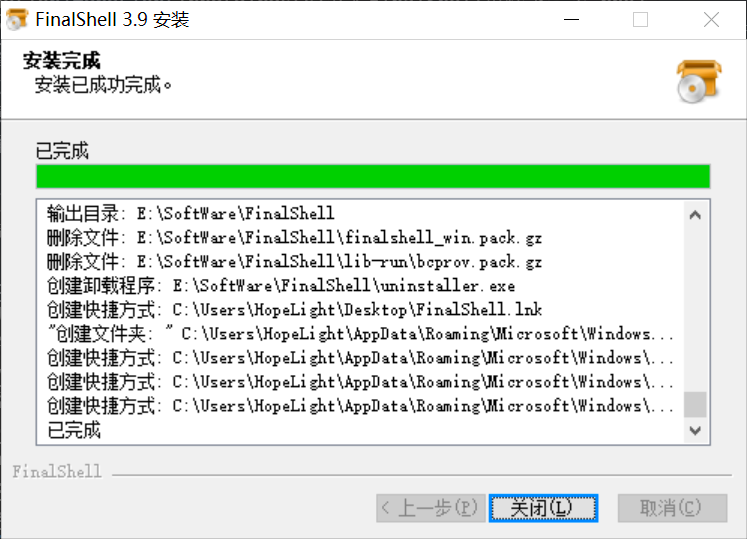 FinalShell 3.9 安装
安装完成
安装已成功完成。
已完成
输出目录: E:\SoftWare\FinalShell
删除文件: E:\SoftWare\FinalShell\finalshell_win.pack.gz
删除文件: E:\SoftWare\FinalShell\lib-run\bcprov.pack.gz
创建卸载程序: E:\SoftWare\FinalShell\uninstaller.exe
创建快捷方式: C:\Users\HopeLight\Desktop\FinalShell.lnk
"创建文件夹: " C:\Users\HopeLight\AppData\Roaming\Microsoft\Windows...
创建快捷方式: C:\Users\HopeLight\AppData\Roaming\Microsoft\Windows\...
创建快捷方式: C:\Users\HopeLight\AppData\Roaming\Microsoft\Windows\...
创建快捷方式: C:\Users\HopeLight\AppData\Roaming\Microsoft\Windows\...
已完成
FinalShell
< 上一步(P) 关闭(L) 取消(C)